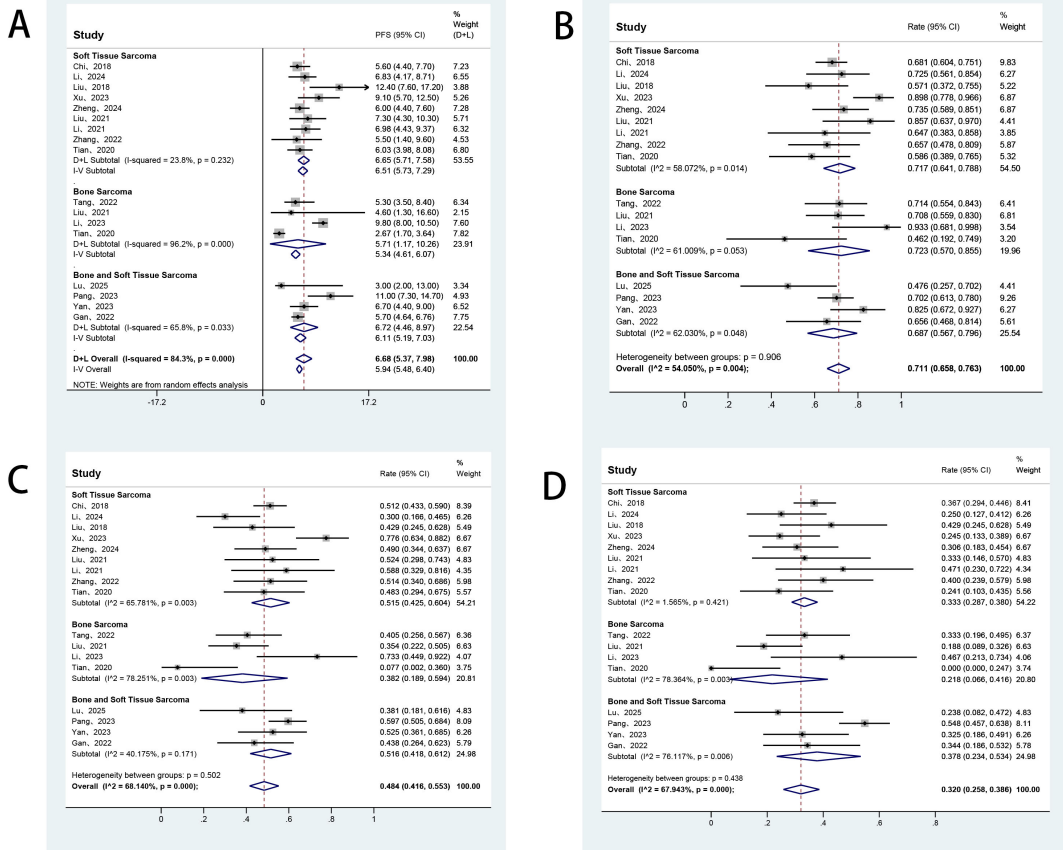 A
%
Weight
Study PFS (95% CI) (D+L)
Soft Tissue Sarcoma
Chi、2018 5.60 (4.40, 7.70) 7.23
Li、2024 6.83 (4.17, 8.71) 6.55
Liu、2018 12.40 (7.60, 17.20) 3.88
Xu、2023 9.10 (5.70, 12.50) 5.26
Zheng、2024 6.00 (4.40, 7.60) 7.28
Liu、2021 7.30 (4.30, 10.30) 5.71
Li、2021 6.98 (4.43, 9.37) 6.32
Zhang、2022 5.50 (1.40, 9.60) 4.53
Tian、2020 6.03 (3.98, 8.08) 6.80
D+L Subtotal (I-squared = 23.8%, p = 0.232) 6.65 (5.71, 7.58) 53.55
I-V Subtotal 6.51 (5.73, 7.29)
.
Bone Sarcoma
Tang、2022 5.30 (3.50, 8.40) 6.34
Liu、2021 4.60 (1.30, 16.60) 2.15
Li、2023 9.80 (8.00, 10.50) 7.60
Tian、2020 2.67 (1.70, 3.64) 7.82
D+L Subtotal (I-squared = 96.2%, p = 0.000) 5.71 (1.17, 10.26) 23.91
I-V Subtotal 5.34 (4.61, 6.07)
.
Bone and Soft Tissue Sarcoma
Lu、2025 3.00 (2.00, 13.00) 3.34
Pang、2023 11.00 (7.30, 14.70) 4.93
Yan、2023 6.70 (4.40, 9.00) 6.52
Gan、2022 5.70 (4.64, 6.76) 7.75
D+L Subtotal (I-squared = 65.8%, p = 0.033) 6.72 (4.46, 8.97) 22.54
I-V Subtotal 6.11 (5.19, 7.03)
.
D+L Overall (I-squared = 84.3%, p = 0.000) 6.68 (5.37, 7.98) 100.00
I-V Overall 5.94 (5.48, 6.40)
NOTE: Weights are from random effects analysis
-17.2 0 17.2
B
%
Study Rate (95% CI) Weight
Soft Tissue Sarcoma
Chi、2018 0.681 (0.604, 0.751) 9.83
Li、2024 0.725 (0.561, 0.854) 6.27
Liu、2018 0.571 (0.372, 0.755) 5.22
Xu、2023 0.898 (0.778, 0.966) 6.87
Zheng、2024 0.735 (0.589, 0.851) 6.87
Liu、2021 0.857 (0.637, 0.970) 4.41
Li、2021 0.647 (0.383, 0.858) 3.85
Zhang、2022 0.657 (0.478, 0.809) 5.87
Tian、2020 0.586 (0.389, 0.765) 5.32
Subtotal (I^2 = 58.072%, p = 0.014) 0.717 (0.641, 0.788) 54.50
Bone Sarcoma
Tang、2022 0.714 (0.554, 0.843) 6.41
Liu、2021 0.708 (0.559, 0.830) 6.81
Li、2023 0.933 (0.681, 0.998) 3.54
Tian、2020 0.462 (0.192, 0.749) 3.20
Subtotal (I^2 = 61.009%, p = 0.053) 0.723 (0.570, 0.855) 19.96
Bone and Soft Tissue Sarcoma
Lu、2025 0.476 (0.257, 0.702) 4.41
Pang、2023 0.702 (0.613, 0.780) 9.26
Yan、2023 0.825 (0.672, 0.927) 6.27
Gan、2022 0.656 (0.468, 0.814) 5.61
Subtotal (I^2 = 62.030%, p = 0.048) 0.687 (0.567, 0.796) 25.54
Heterogeneity between groups: p = 0.906
Overall (I^2 = 54.050%, p = 0.004); 0.711 (0.658, 0.763) 100.00
0 .2 .4 .6 .8 1
C
%
Study Rate (95% CI) Weight
Soft Tissue Sarcoma
Chi、2018 0.512 (0.433, 0.590) 8.39
Li、2024 0.300 (0.166, 0.465) 6.26
Liu、2018 0.429 (0.245, 0.628) 5.49
Xu、2023 0.776 (0.634, 0.882) 6.67
Zheng、2024 0.490 (0.344, 0.637) 6.67
Liu、2021 0.524 (0.298, 0.743) 4.83
Li、2021 0.588 (0.329, 0.816) 4.35
Zhang、2022 0.514 (0.340, 0.686) 5.98
Tian、2020 0.483 (0.294, 0.675) 5.57
Subtotal (I^2 = 65.781%, p = 0.003) 0.515 (0.425, 0.604) 54.21
Bone Sarcoma
Tang、2022 0.405 (0.256, 0.567) 6.36
Liu、2021 0.354 (0.222, 0.505) 6.63
Li、2023 0.733 (0.449, 0.922) 4.07
Tian、2020 0.077 (0.002, 0.360) 3.75
Subtotal (I^2 = 78.251%, p = 0.003) 0.382 (0.189, 0.594) 20.81
Bone and Soft Tissue Sarcoma
Lu、2025 0.381 (0.181, 0.616) 4.83
Pang、2023 0.597 (0.505, 0.684) 8.09
Yan、2023 0.525 (0.361, 0.685) 6.26
Gan、2022 0.438 (0.264, 0.623) 5.79
Subtotal (I^2 = 40.175%, p = 0.171) 0.516 (0.418, 0.612) 24.98
Heterogeneity between groups: p = 0.502
Overall (I^2 = 68.140%, p = 0.000); 0.484 (0.416, 0.553) 100.00
0 .2 .4 .6 .8 1
D
%
Study Rate (95% CI) Weight
Soft Tissue Sarcoma
Chi、2018 0.367 (0.294, 0.446) 8.41
Li、2024 0.250 (0.127, 0.412) 6.26
Liu、2018 0.429 (0.245, 0.628) 5.49
Xu、2023 0.245 (0.133, 0.389) 6.67
Zheng、2024 0.306 (0.183, 0.454) 6.67
Liu、2021 0.333 (0.146, 0.570) 4.83
Li、2021 0.471 (0.230, 0.722) 4.34
Zhang、2022 0.400 (0.239, 0.579) 5.98
Tian、2020 0.241 (0.103, 0.435) 5.56
Subtotal (I^2 = 1.565%, p = 0.421) 0.333 (0.287, 0.380) 54.22
Bone Sarcoma
Tang、2022 0.333 (0.196, 0.495) 6.37
Liu、2021 0.188 (0.089, 0.326) 6.63
Li、2023 0.467 (0.213, 0.734) 4.06
Tian、2020 0.000 (0.000, 0.247) 3.74
Subtotal (I^2 = 78.364%, p = 0.003) 0.218 (0.066, 0.416) 20.80
Bone and Soft Tissue Sarcoma
Lu、2025 0.238 (0.082, 0.472) 4.83
Pang、2023 0.548 (0.457, 0.638) 8.11
Yan、2023 0.325 (0.186, 0.491) 6.26
Gan、2022 0.344 (0.186, 0.532) 5.78
Subtotal (I^2 = 76.117%, p = 0.006) 0.378 (0.234, 0.534) 24.98
Heterogeneity between groups: p = 0.438
Overall (I^2 = 67.943%, p = 0.000); 0.320 (0.258, 0.386) 100.00
0 .2 .4 .6 .8